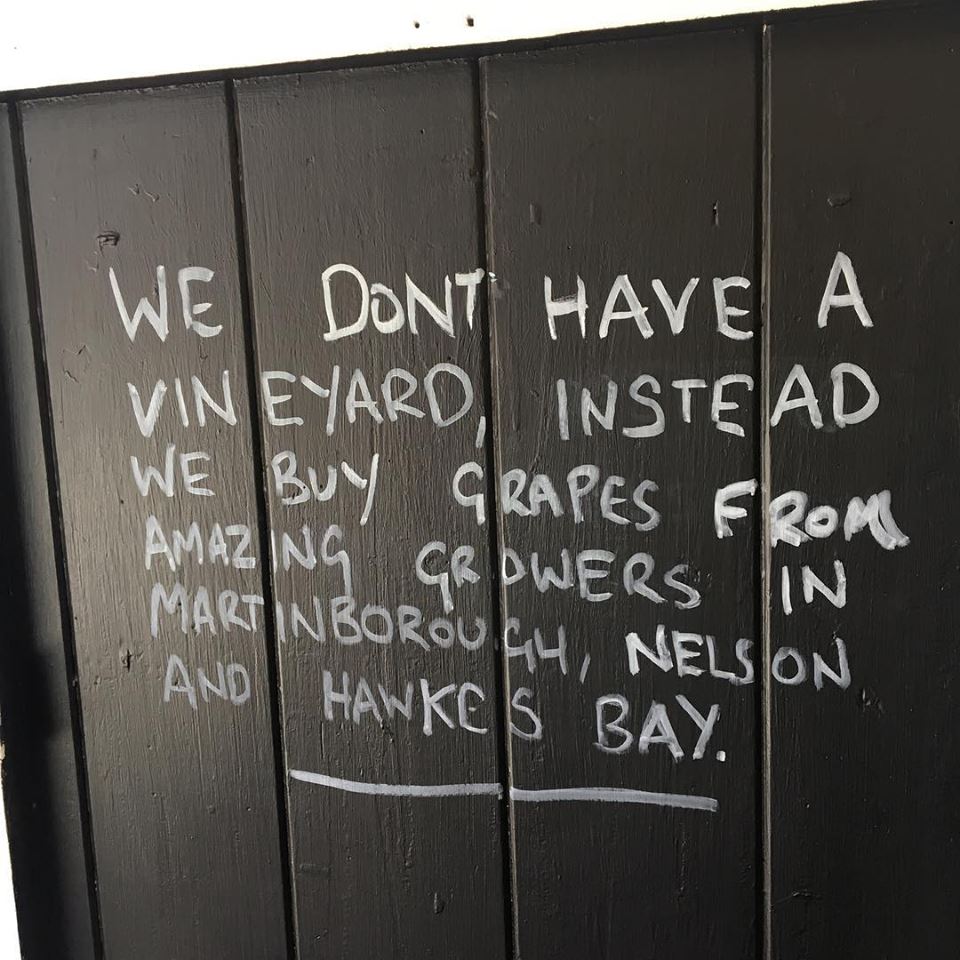 WE DONT HAVE A
VINEYARD, INSTEAD
WE BUY GRAPES FROM
AMAZING GROWERS IN
MARTINBOROUGH, NELSON
AND HAWKES BAY.